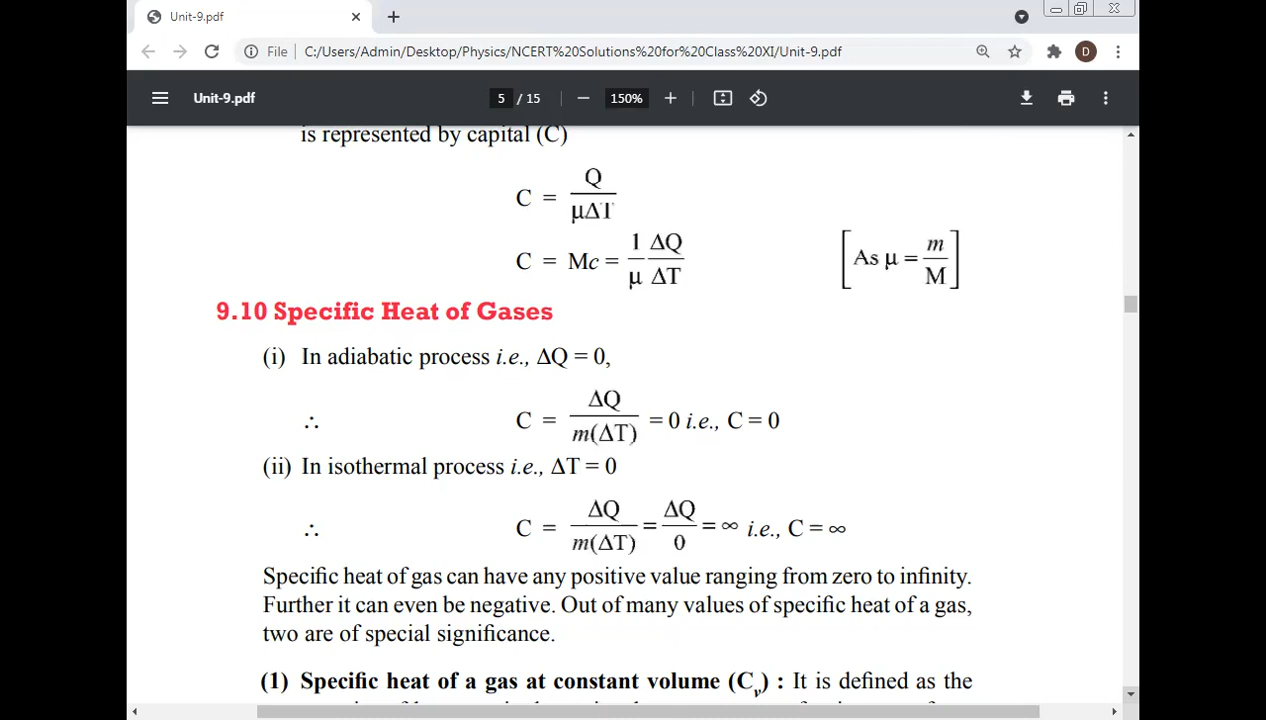 Unit-9.pdf
File C:/Users/Admin/Desktop/Physics/NCERT%20Solutions%20for%20Class%20XI/Unit-9.pdf
D
Unit-9.pdf 5 / 15 150%
is represented by capital (C)
C = Q / μΔT
C = Mc = 1/μ ΔQ/ΔT [As μ = m/M]
9.10 Specific Heat of Gases
(i) In adiabatic process i.e., ΔQ = 0,
∴ C = ΔQ / m(ΔT) = 0 i.e., C = 0
(ii) In isothermal process i.e., ΔT = 0
∴ C = ΔQ / m(ΔT) = ΔQ / 0 = ∞ i.e., C = ∞
Specific heat of gas can have any positive value ranging from zero to infinity.
Further it can even be negative. Out of many values of specific heat of a gas,
two are of special significance.
(1) Specific heat of a gas at constant volume (Cv) : It is defined as the